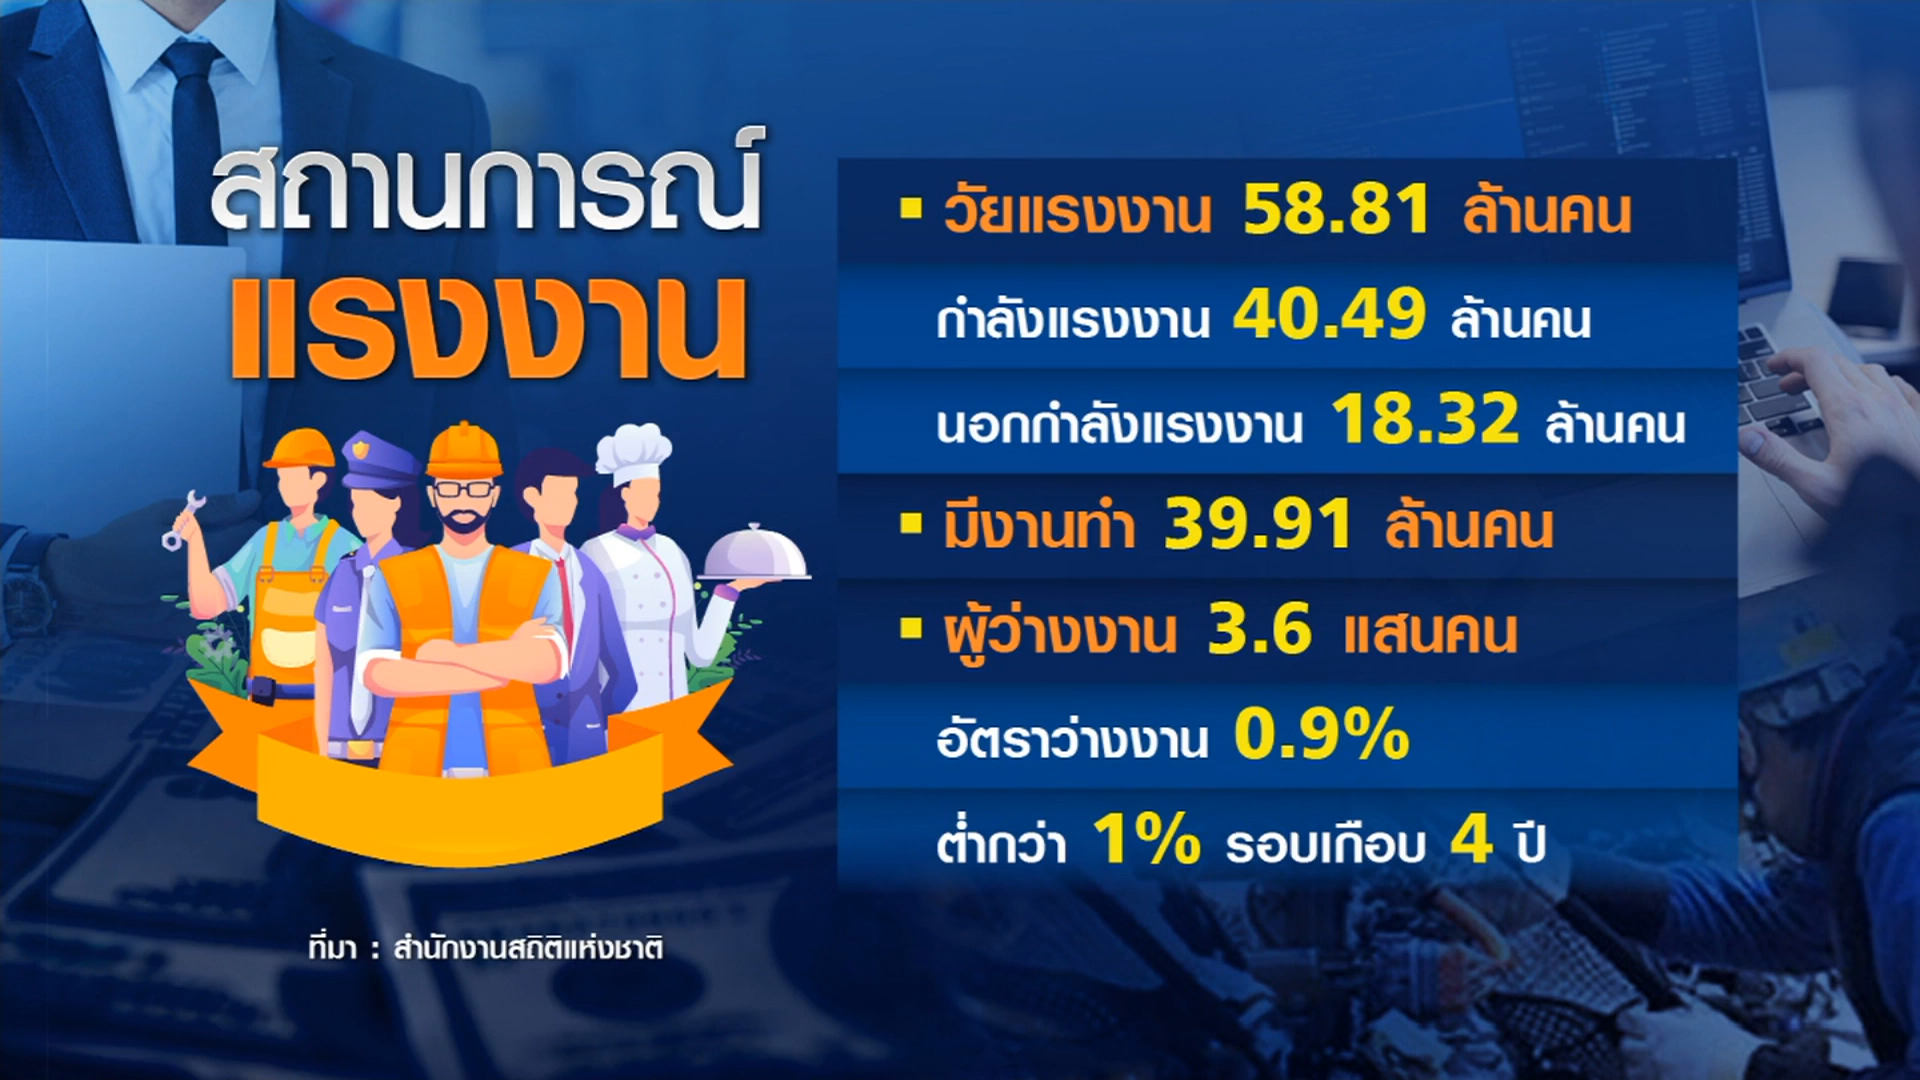 สถานการณ์
แรงงาน
▪ วัยแรงงาน 58.81 ล้านคน
กำลังแรงงาน 40.49 ล้านคน
นอกกำลังแรงงาน 18.32 ล้านคน
▪ มีงานทำ 39.91 ล้านคน
▪ ผู้ว่างงาน 3.6 แสนคน
อัตราว่างงาน 0.9%
ต่ำกว่า 1% รอบเกือบ 4 ปี
ที่มา : สำนักงานสถิติแห่งชาติ